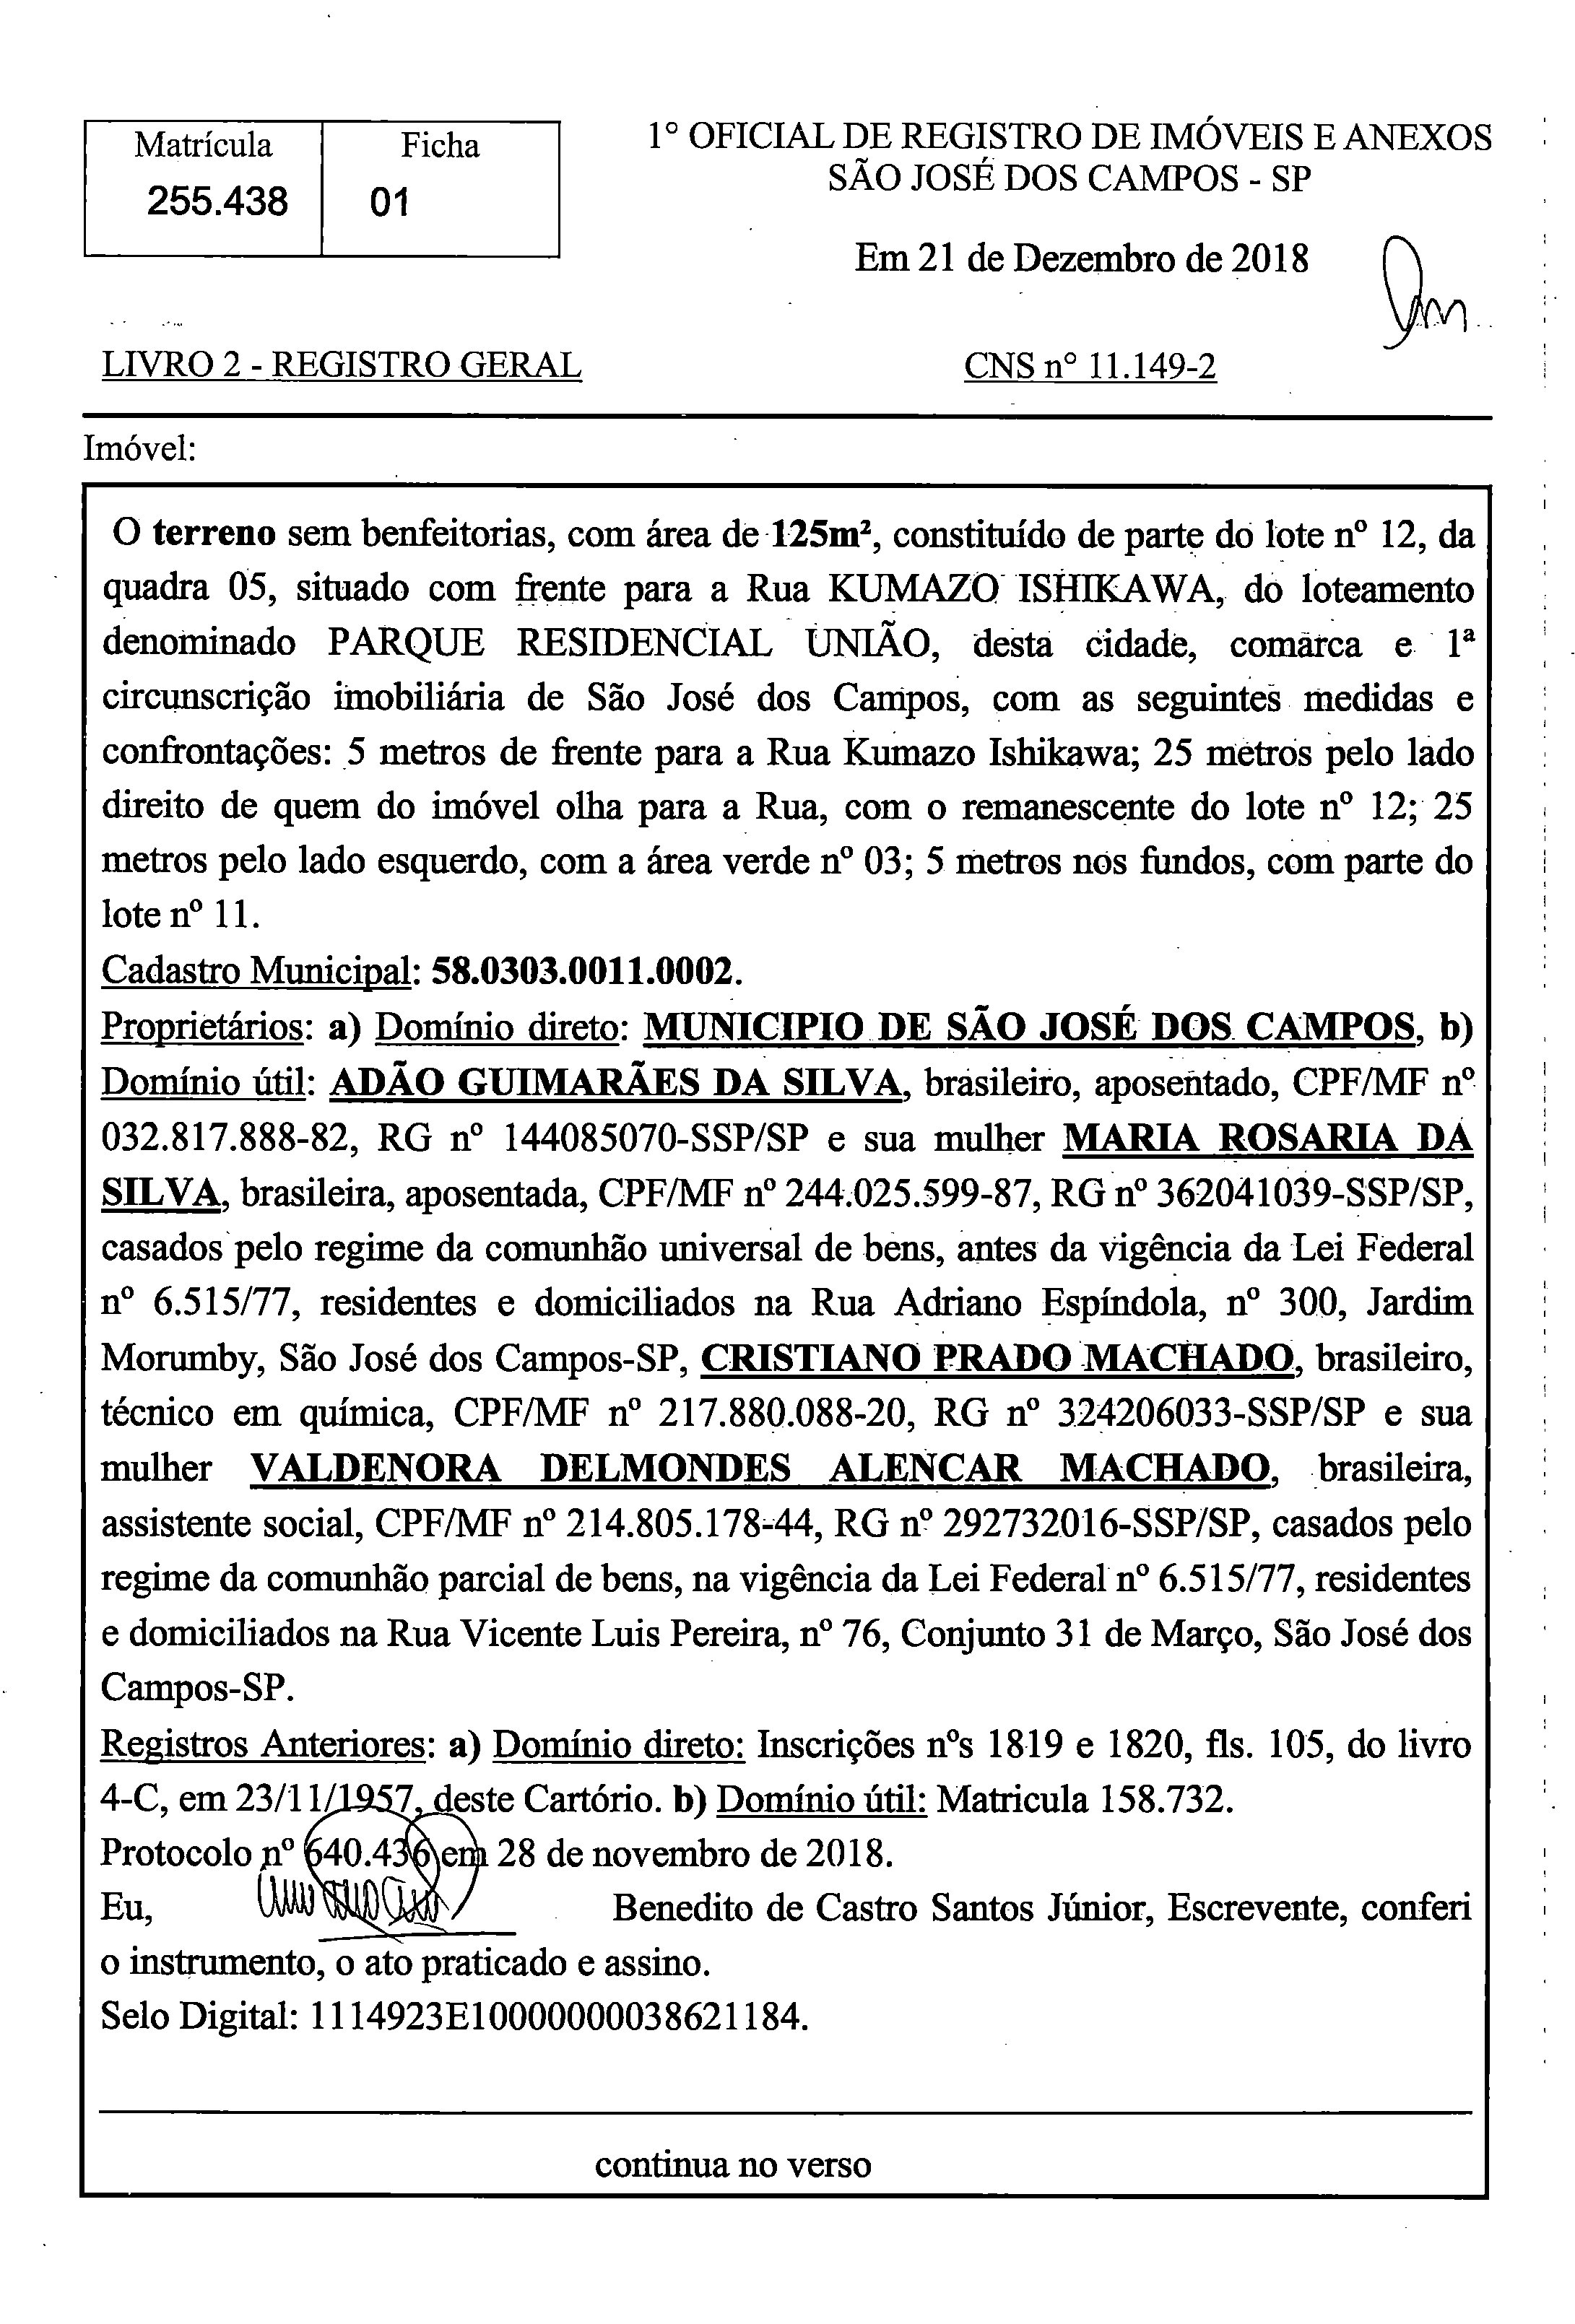 Matrícula
255.438
Ficha
01
1° OFICIAL DE REGISTRO DE IMÓVEIS E ANEXOS
SÃO JOSÉ DOS CAMPOS - SP
Em 21 de Dezembro de 2018
LIVRO 2 - REGISTRO GERAL
CNS n° 11.149-2
Imóvel:
O terreno sem benfeitorias, com área de 125m², constituído de parte do lote nº 12, da
quadra 05, situado com frente para a Rua KUMAZO ISHIKAWA, do loteamento
denominado PARQUE RESIDENCIAL UNIÃO, desta cidade, comarca e 1ª
circunscrição imobiliária de São José dos Campos, com as seguintes medidas e
confrontações: 5 metros de frente para a Rua Kumazo Ishikawa; 25 metros pelo lado
direito de quem do imóvel olha para a Rua, com o remanescente do lote nº 12; 25
metros pelo lado esquerdo, com a área verde nº 03; 5 metros nos fundos, com parte do
lote nº 11.
Cadastro Municipal: 58.0303.0011.0002.
Proprietários: a) Domínio direto: MUNICIPIO DE SÃO JOSÉ DOS CAMPOS, b)
Domínio útil: ADÃO GUIMARÃES DA SILVA, brasileiro, aposentado, CPF/MF nº
032.817.888-82, RG nº 144085070-SSP/SP e sua mulher MARIA ROSARIA DA
SILVA, brasileira, aposentada, CPF/MF nº 244.025.599-87, RG nº 362041039-SSP/SP,
casados pelo regime da comunhão universal de bens, antes da vigência da Lei Federal
nº 6.515/77, residentes e domiciliados na Rua Adriano Espíndola, nº 300, Jardim
Morumby, São José dos Campos-SP, CRISTIANO PRADO MACHADO, brasileiro,
técnico em química, CPF/MF nº 217.880.088-20, RG nº 324206033-SSP/SP e sua
mulher VALDENORA DELMONDES ALENCAR MACHADO, brasileira,
assistente social, CPF/MF nº 214.805.178-44, RG nº 292732016-SSP/SP, casados pelo
regime da comunhão parcial de bens, na vigência da Lei Federal nº 6.515/77, residentes
e domiciliados na Rua Vicente Luis Pereira, nº 76, Conjunto 31 de Março, São José dos
Campos-SP.
Registros Anteriores: a) Domínio direto: Inscrições nºs 1819 e 1820, fls. 105, do livro
4-C, em 23/11/1957, deste Cartório. b) Domínio útil: Matricula 158.732.
Protocolo nº 640.436 em 28 de novembro de 2018.
Eu, Benedito de Castro Santos Júnior, Escrevente, conferi
o instrumento, o ato praticado e assino.
Selo Digital: 1114923E10000000038621184.
continua no verso